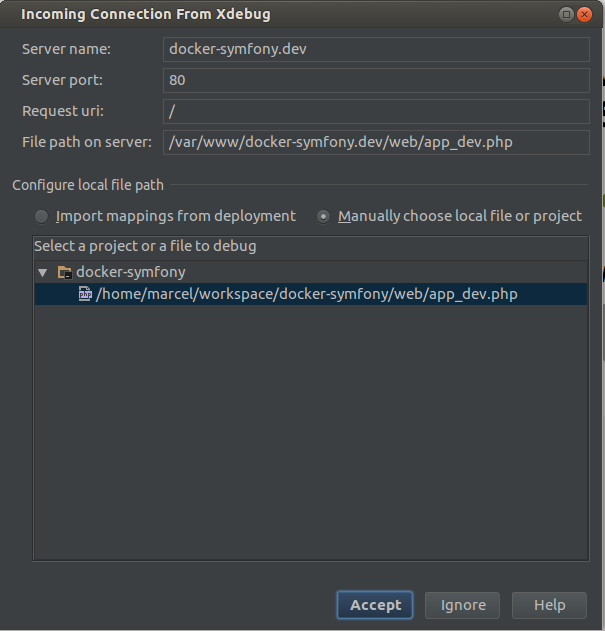 Incoming Connection From Xdebug
Server name: docker-symfony.dev
Server port: 80
Request uri: /
File path on server: /var/www/docker-symfony.dev/web/app_dev.php
Configure local file path
Import mappings from deployment Manually choose local file or project
Select a project or a file to debug
docker-symfony
/home/marcel/workspace/docker-symfony/web/app_dev.php
Accept Ignore Help